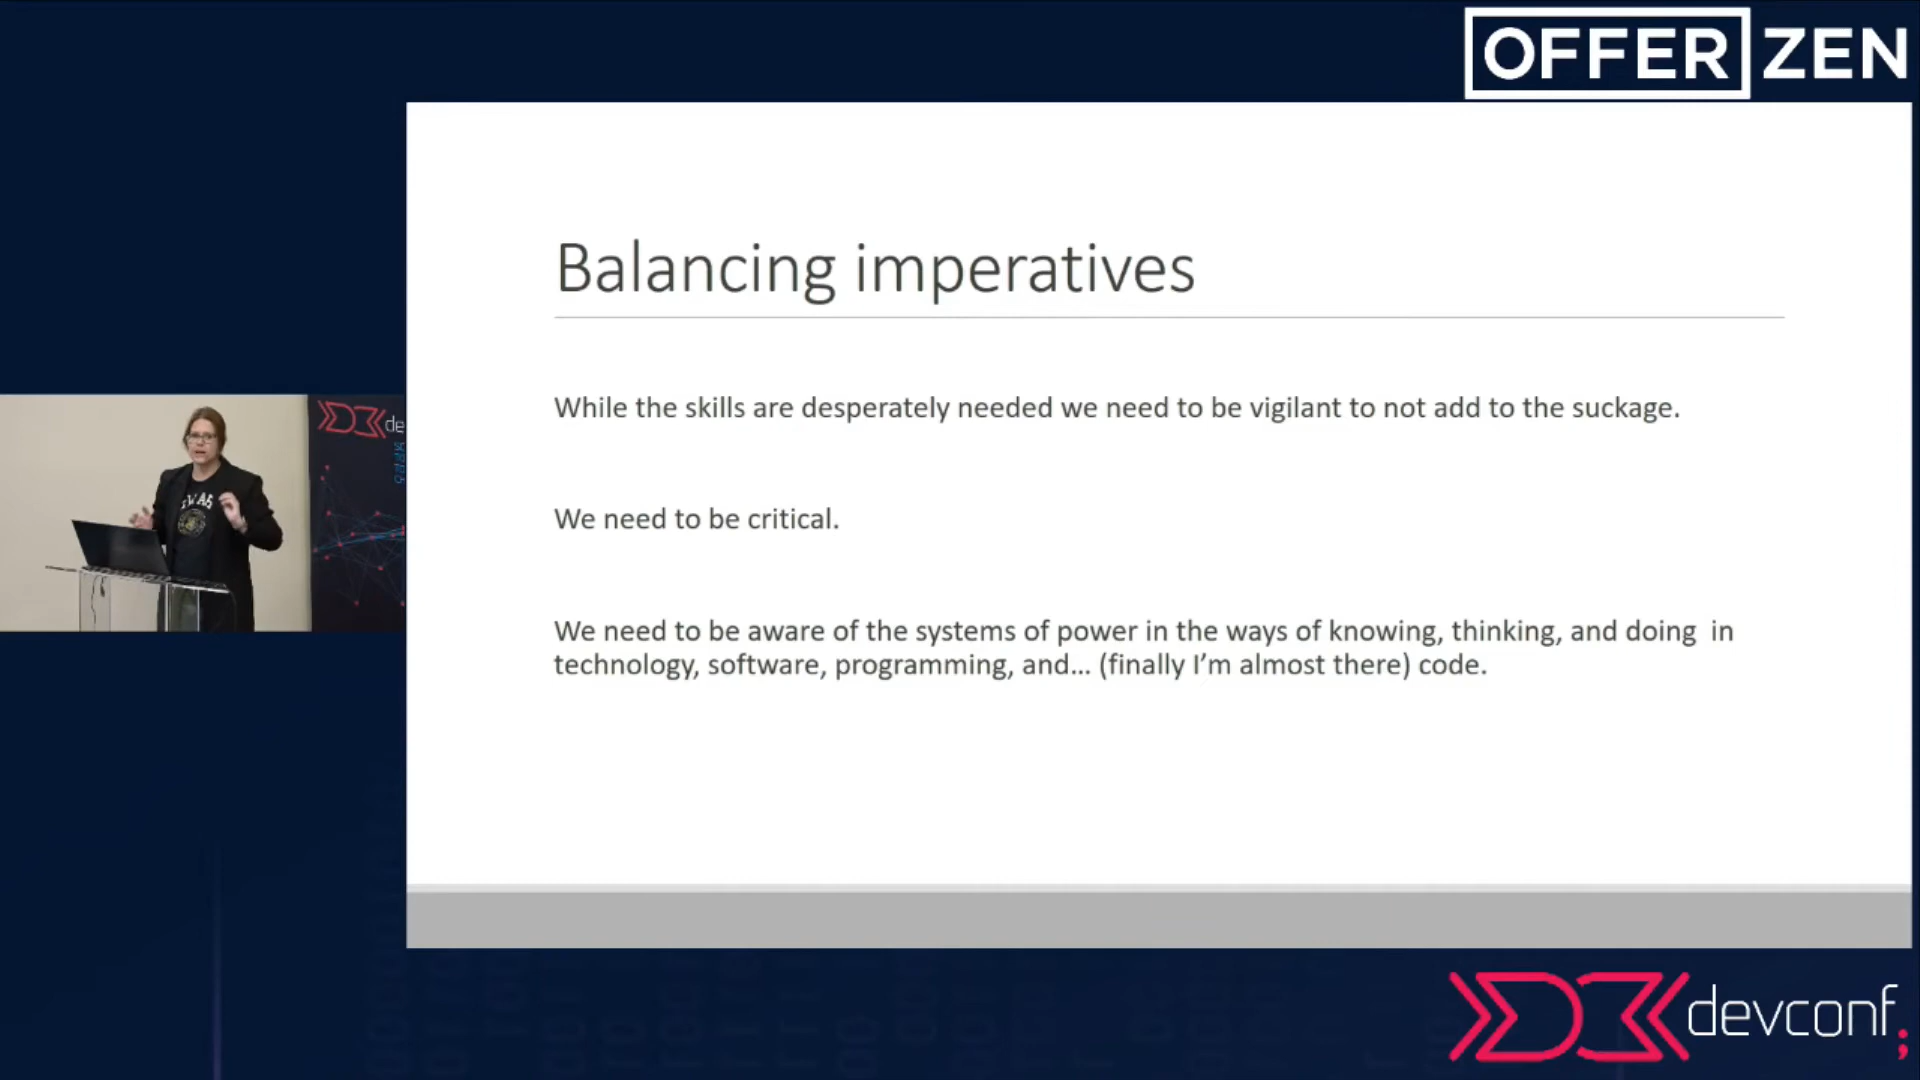 OFFERZEN
Balancing imperatives
While the skills are desperately needed we need to be vigilant to not add to the suckage.
We need to be critical.
We need to be aware of the systems of power in the ways of knowing, thinking, and doing in
technology, software, programming, and... (finally I’m almost there) code.
de
devconf;